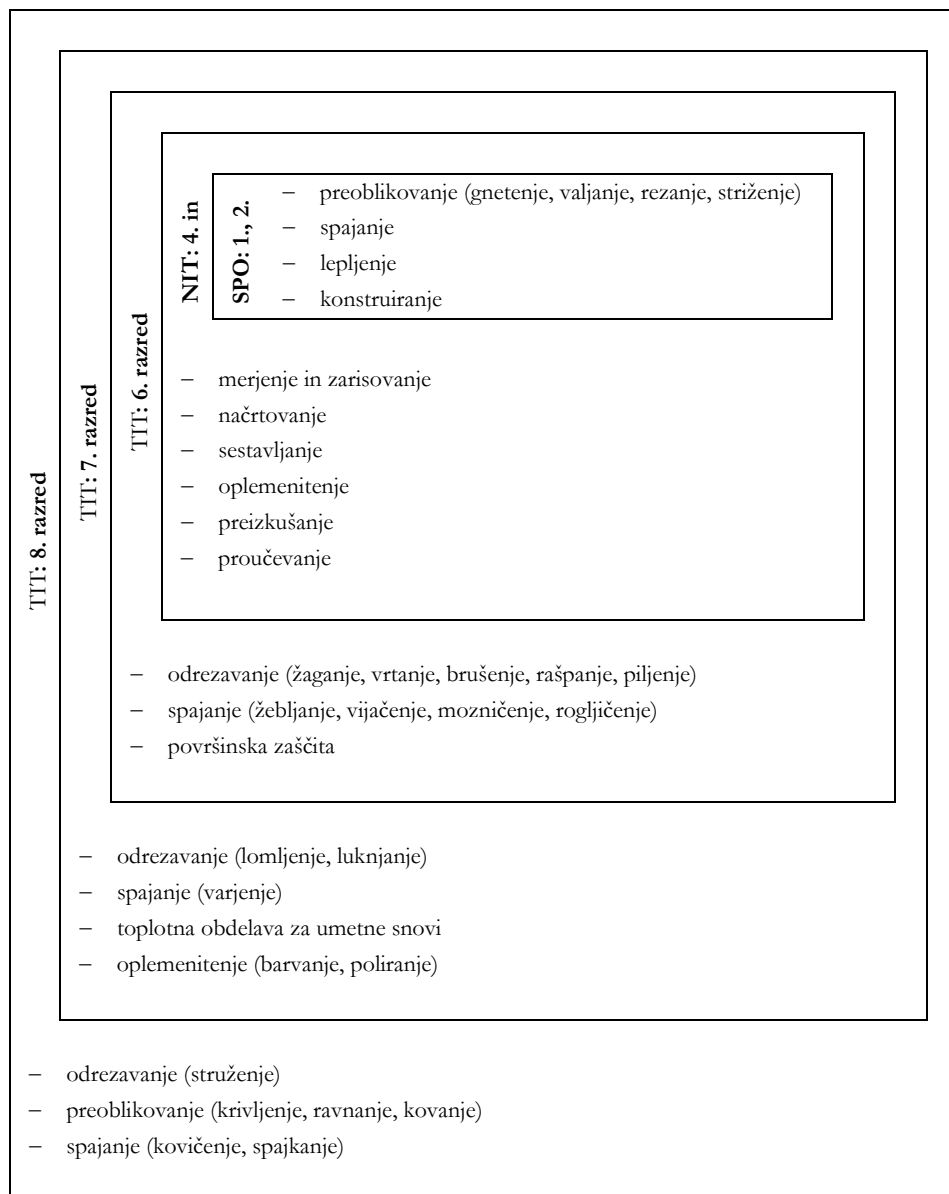 SPO: 1., 2.
– preoblikovanje (gnetenje, valjanje, rezanje, striženje)
– spajanje
– lepljenje
– konstruiranje
NIT: 4. in
– merjenje in zarisovanje
– načrtovanje
– sestavljanje
– oplemenitenje
– preizkušanje
– proučevanje
TIT: 6. razred
– odrezavanje (žaganje, vrtanje, brušenje, rašpanje, piljenje)
– spajanje (žebljanje, vijačenje, mozničenje, rogljičenje)
– površinska zaščita
TIT: 7. razred
– odrezavanje (lomljenje, luknjanje)
– spajanje (varjenje)
– toplotna obdelava za umetne snovi
– oplemenitenje (barvanje, poliranje)
TIT: 8. razred
– odrezavanje (struženje)
– preoblikovanje (krivljenje, ravnanje, kovanje)
– spajanje (kovičenje, spajkanje)